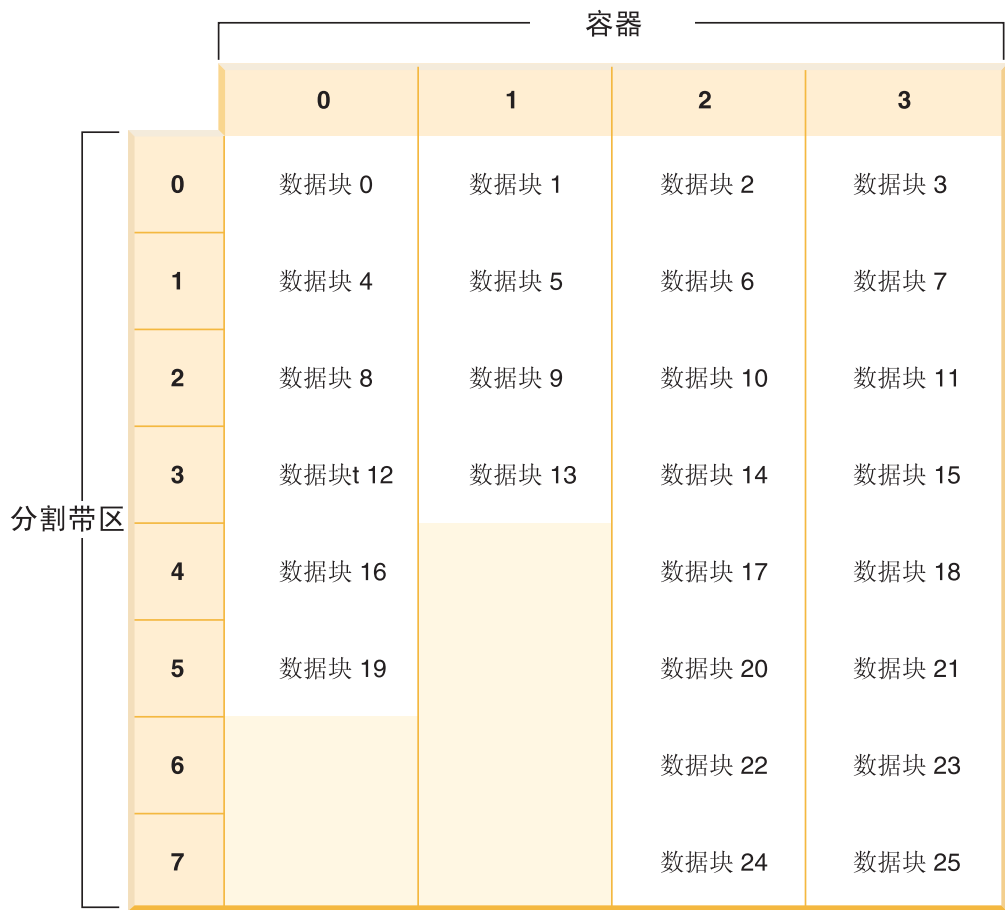 容器
0 1 2 3
0 数据块 0 数据块 1 数据块 2 数据块 3
1 数据块 4 数据块 5 数据块 6 数据块 7
2 数据块 8 数据块 9 数据块 10 数据块 11
3 数据块t 12 数据块 13 数据块 14 数据块 15
分割带区
4 数据块 16 数据块 17 数据块 18
5 数据块 19 数据块 20 数据块 21
6 数据块 22 数据块 23
7 数据块 24 数据块 25